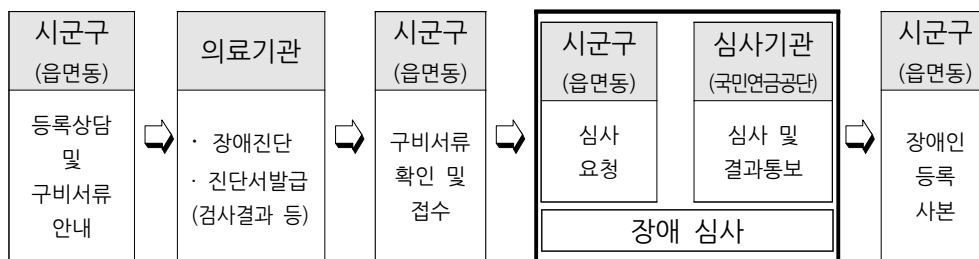 시군구
(읍면동)
등록상담
및
구비서류
안내
의료기관
· 장애진단
· 진단서발급
(검사결과 등)
시군구
(읍면동)
구비서류
확인 및
접수
시군구
(읍면동)
심사
요청
심사기관
(국민연금공단)
심사 및
결과통보
장애 심사
시군구
(읍면동)
장애인
등록
사본